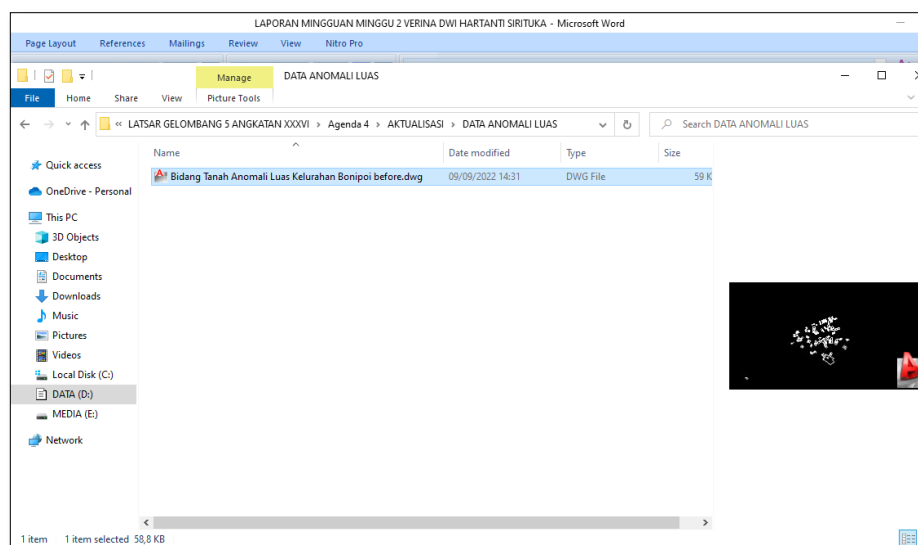 LAPORAN MINGGUAN MINGGU 2 VERINA DWI HARTANTI SIRITUKA - Microsoft Word
Page Layout References Mailings Review View Nitro Pro
Manage DATA ANOMALI LUAS
File Home Share View Picture Tools
« LATSAR GELOMBANG 5 ANGKATAN XXXVI > Agenda 4 > AKTUALISASI > DATA ANOMALI LUAS Search DATA ANOMALI LUAS
Name Date modified Type Size
Quick access
Bidang Tanah Anomali Luas Kelurahan Bonipoi before.dwg 09/09/2022 14:31 DWG File 59 K
OneDrive - Personal
This PC
3D Objects
Desktop
Documents
Downloads
Music
Pictures
Videos
Local Disk (C:)
DATA (D:)
MEDIA (E:)
Network
1 item 1 item selected 58,8 KB